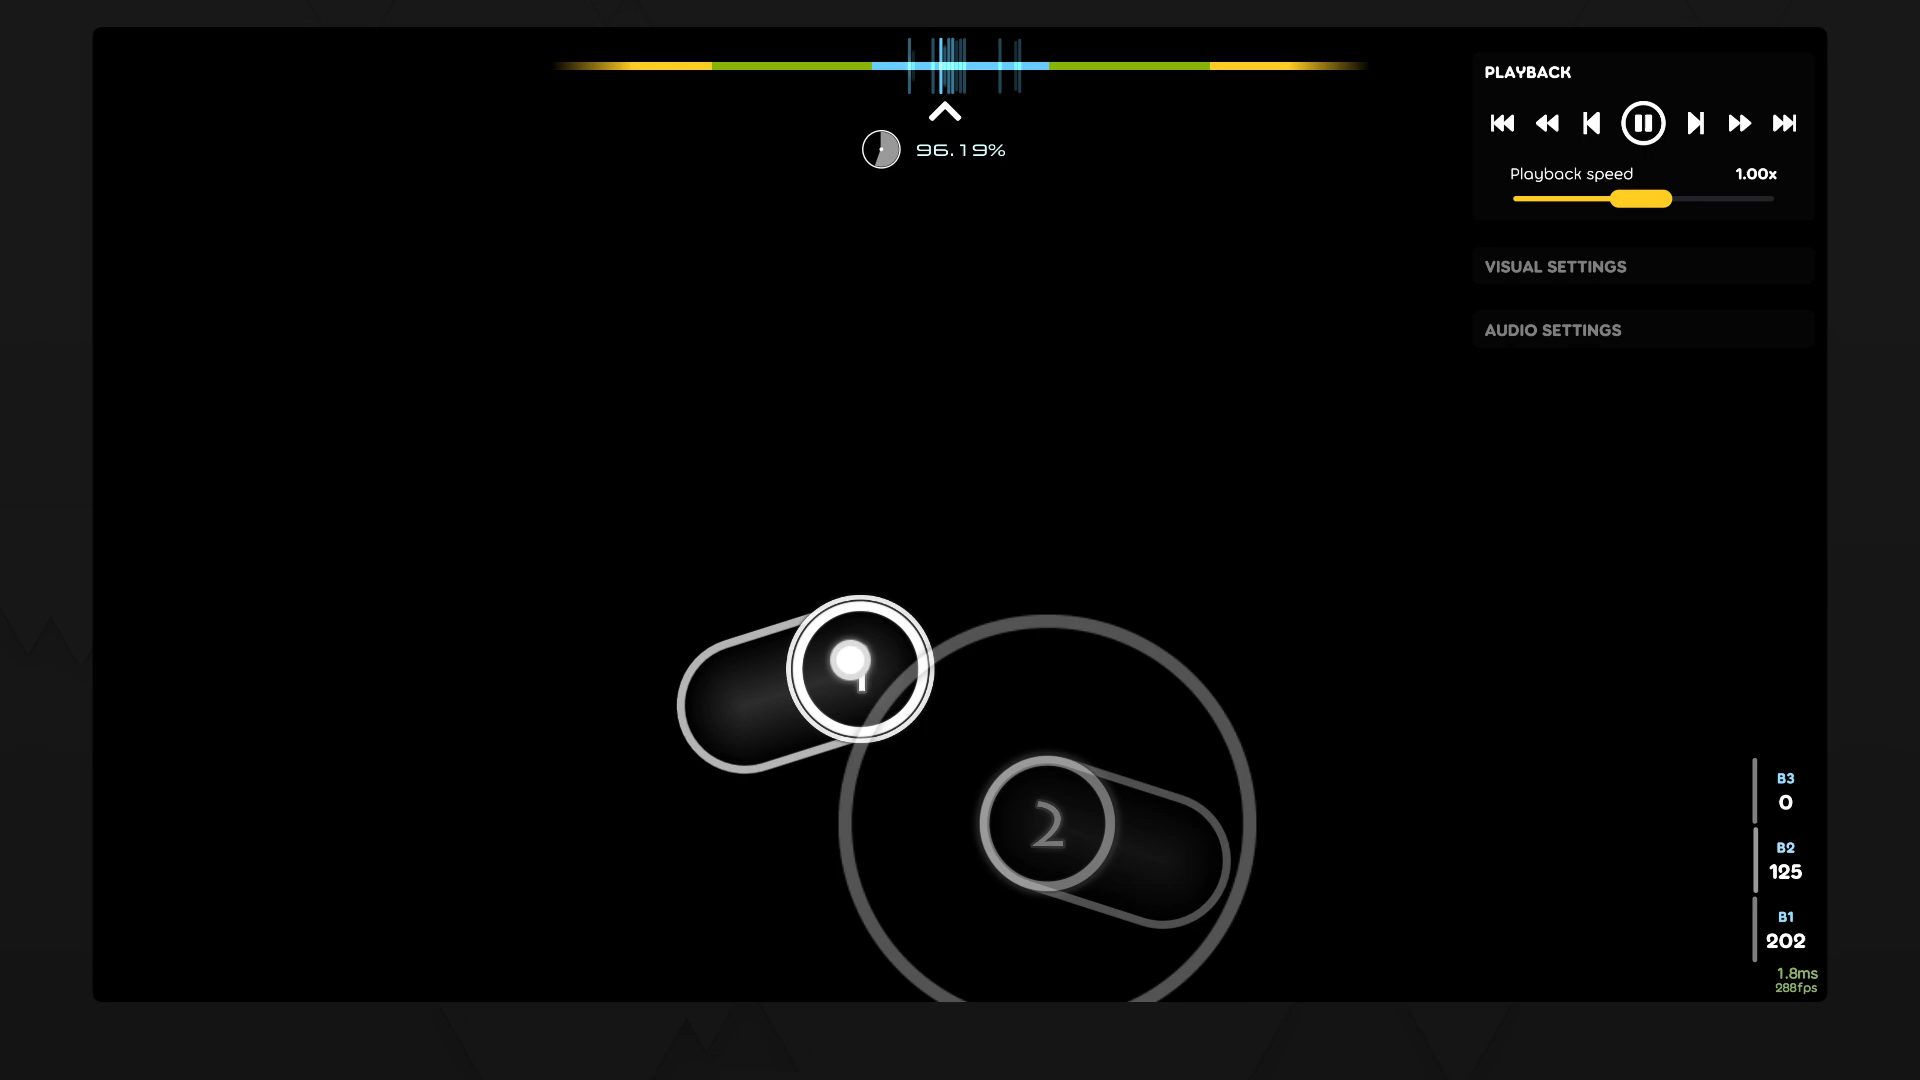 PLAYBACK
96.19%
Playback speed 1.00x
VISUAL SETTINGS
AUDIO SETTINGS
1
2
B3
0
B2
125
B1
202
1.8ms
288fps